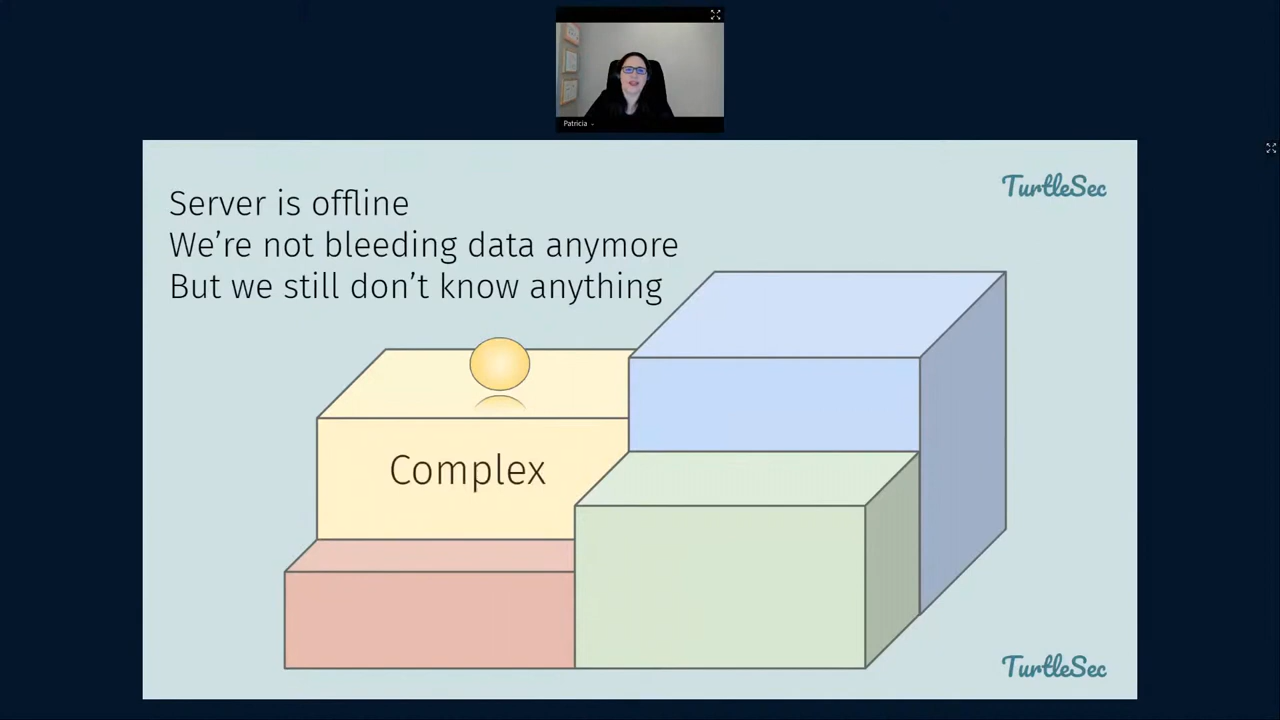 Patricia
TurtleSec
Server is offline
We're not bleeding data anymore
But we still don't know anything
Complex
TurtleSec